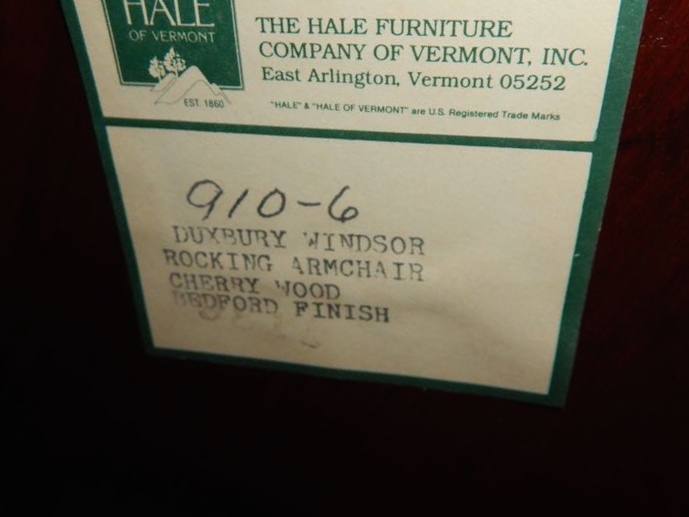 HALE
OF VERMONT
EST. 1860
THE HALE FURNITURE
COMPANY OF VERMONT, INC.
East Arlington, Vermont 05252
"HALE" & "HALE OF VERMONT" are U.S. Registered Trade Marks
910-6
DUXBURY WINDSOR
ROCKING ARMCHAIR
CHERRY WOOD
BEDFORD FINISH